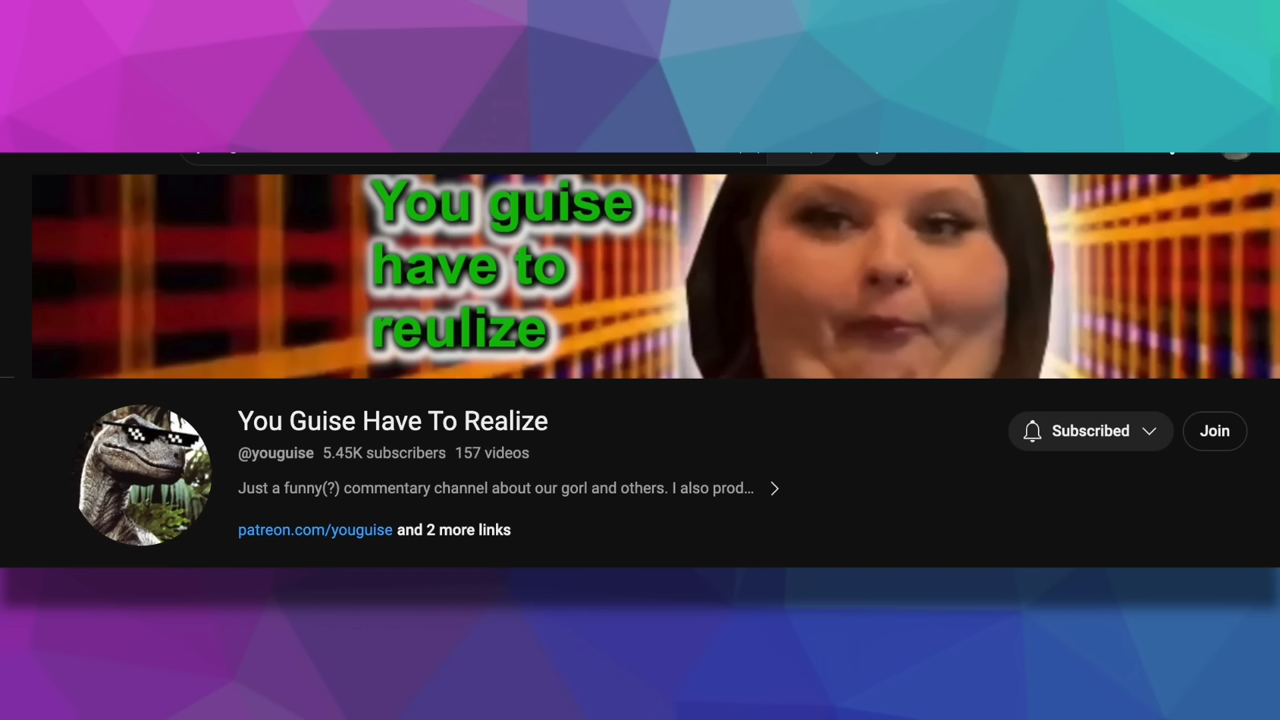 You guise
have to
reulize
You Guise Have To Realize
@youguise 5.45K subscribers 157 videos
Subscribed
Join
Just a funny(?) commentary channel about our gorl and others. I also prod...
patreon.com/youguise and 2 more links